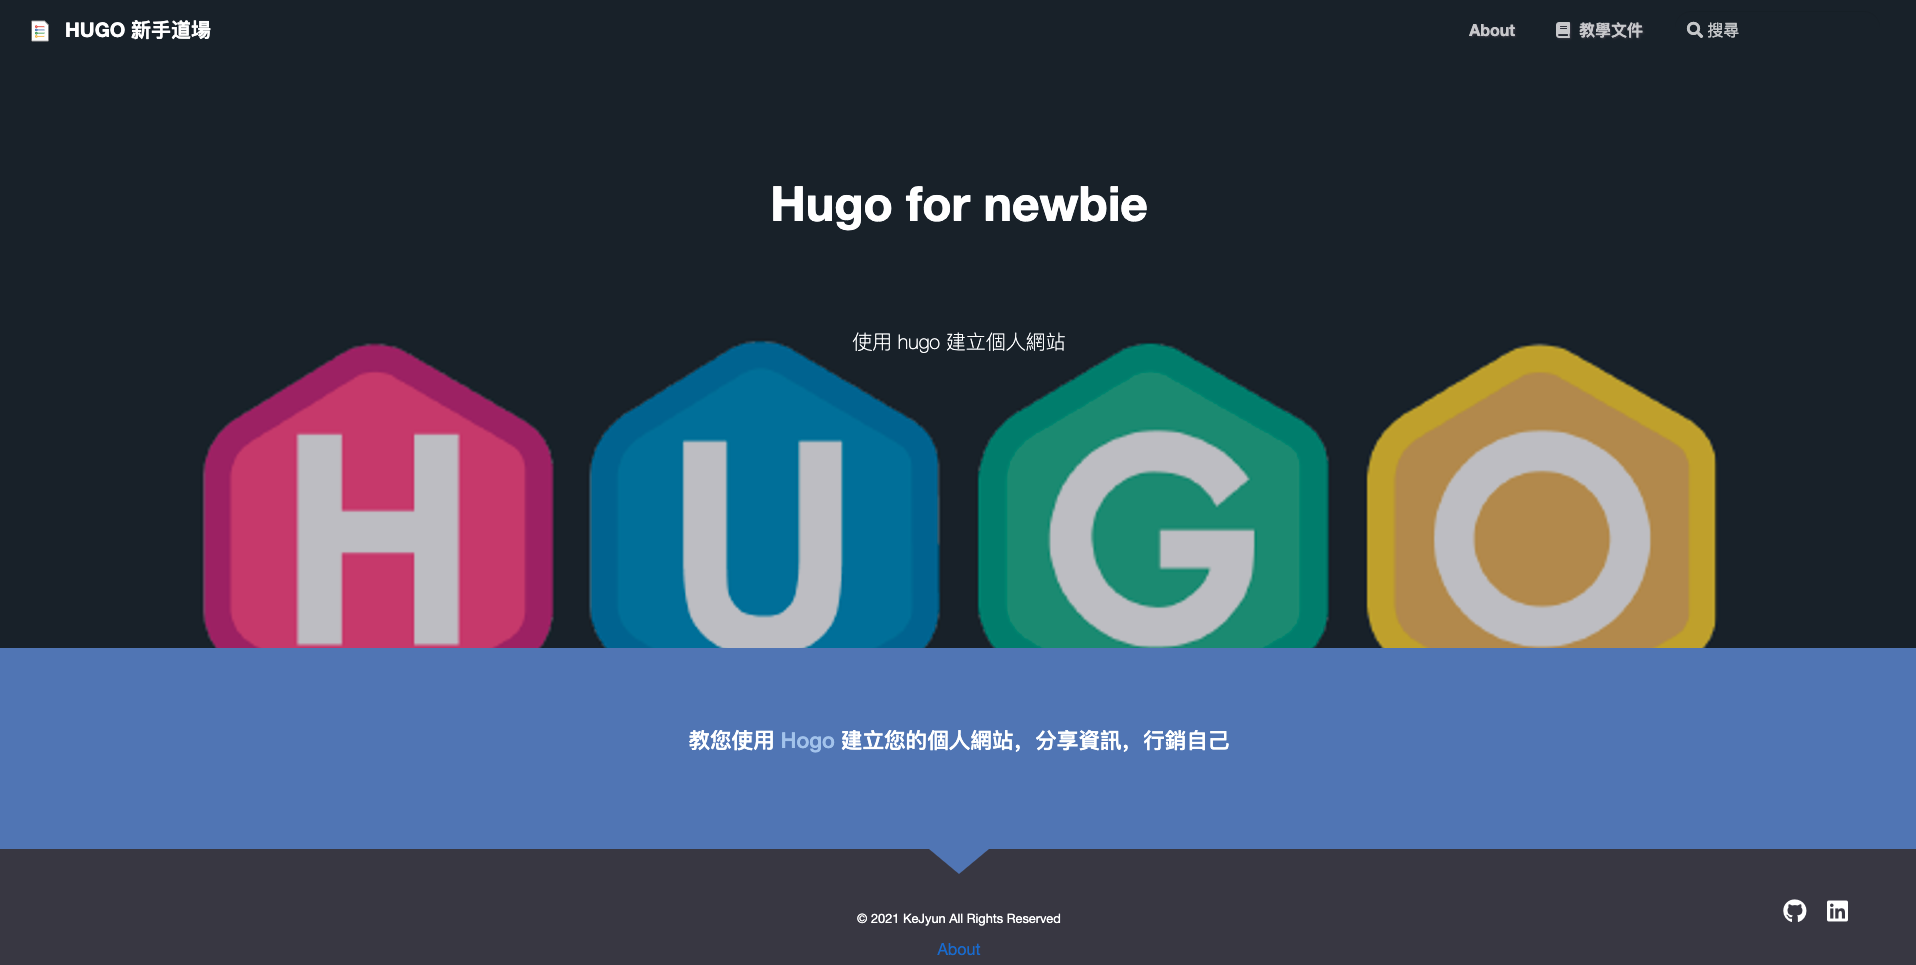 HUGO 新手道場
About
教學文件
搜尋
Hugo for newbie
使用 hugo 建立個人網站
H U G O
教您使用 Hogo 建立您的個人網站，分享資訊，行銷自己
© 2021 KeJyun All Rights Reserved
in
About